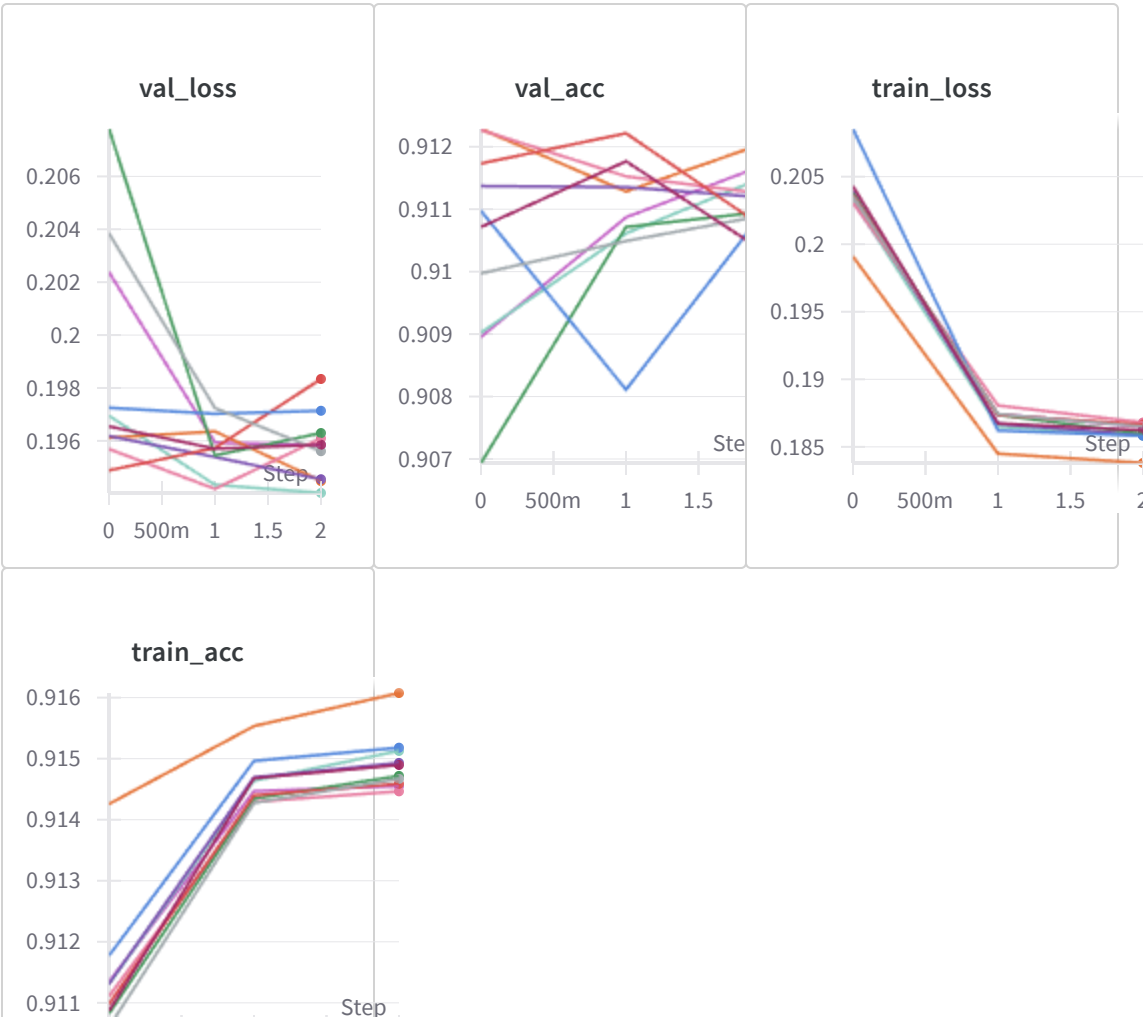 val_loss
0.206
0.204
0.202
0.2
0.198
0.196
Step
0 500m 1 1.5 2
val_acc
0.912
0.911
0.91
0.909
0.908
0.907
Ste
0 500m 1 1.5
train_loss
0.205
0.2
0.195
0.19
0.185
Step
0 500m 1 1.5 2
train_acc
0.916
0.915
0.914
0.913
0.912
0.911
Step